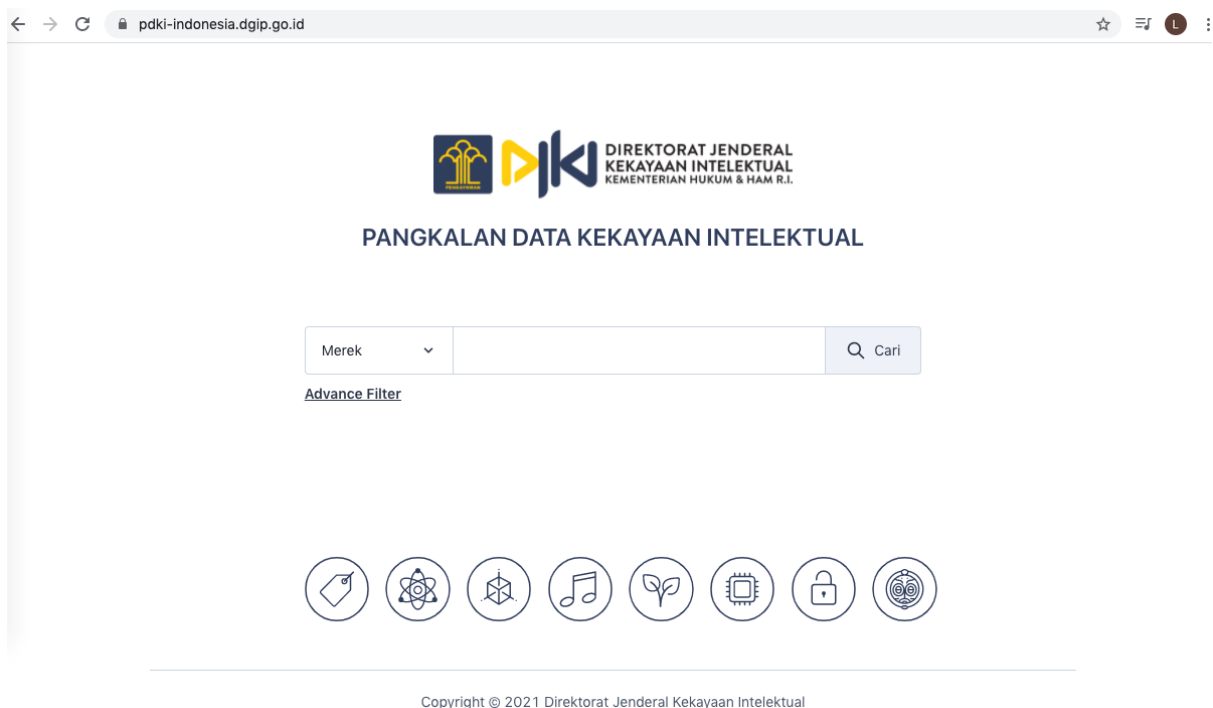 pdki-indonesia.dgip.go.id
L
DIREKTORAT JENDERAL
KEKAYAAN INTELEKTUAL
KEMENTERIAN HUKUM & HAM R.I.
PANGKALAN DATA KEKAYAAN INTELEKTUAL
Merek
Cari
Advance Filter
Copyright © 2021 Direktorat Jenderal Kekayaan Intelektual